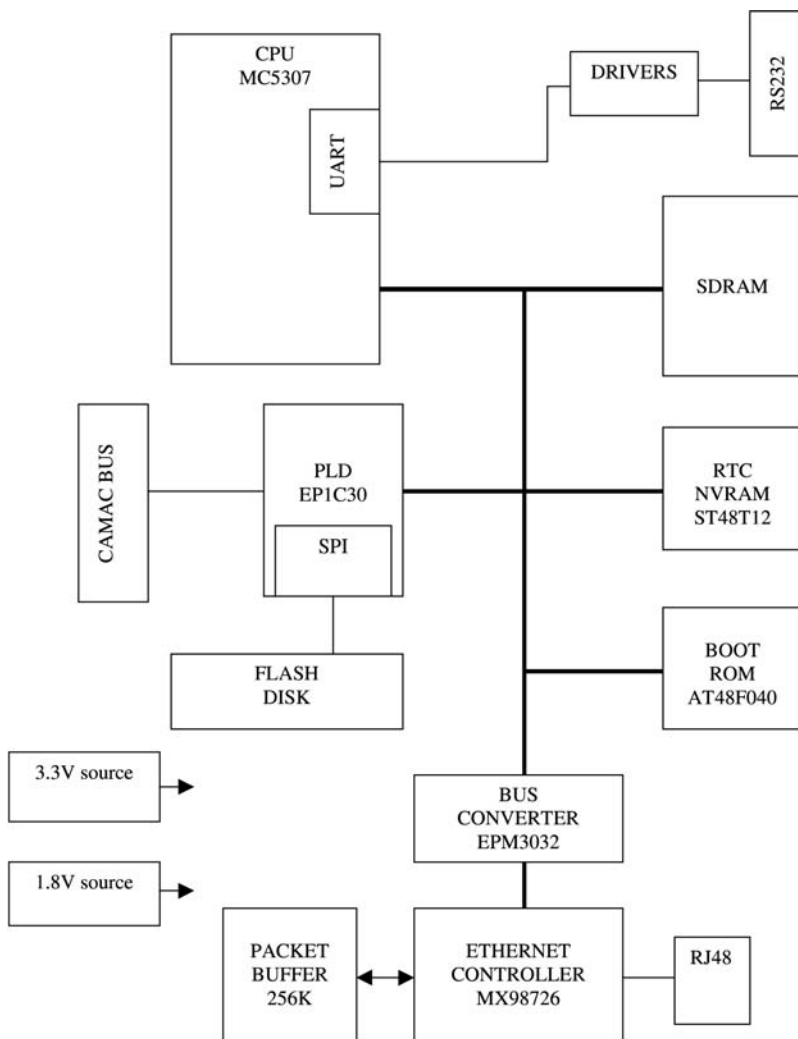 CPU
MC5307
UART
DRIVERS
RS232
SDRAM
CAMAC BUS
PLD
EP1C30
SPI
RTC
NVRAM
ST48T12
FLASH
DISK
BOOT
ROM
AT48F040
3.3V source
BUS
CONVERTER
EPM3032
1.8V source
PACKET
BUFFER
256K
ETHERNET
CONTROLLER
MX98726
RJ48